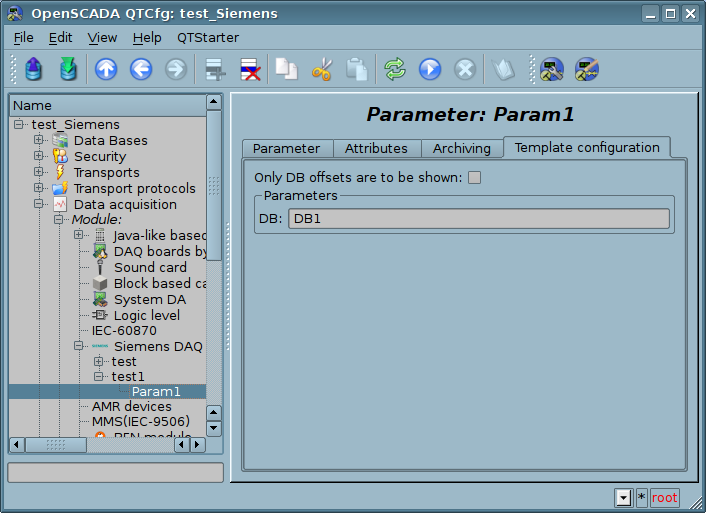 OpenSCADA QTCfg: test_Siemens
File Edit View Help QTStarter
Name
test_Siemens
Data Bases
Security
Transports
Transport protocols
Data acquisition
Module:
Java-like based
DAQ boards by
Sound card
Block based ca
System DA
Logic level
IEC-60870
Siemens DAQ
test
test1
Param1
AMR devices
MMS(IEC-9506)
BFN module
Parameter: Param1
Parameter Attributes Archiving Template configuration
Only DB offsets are to be shown:
Parameters
DB: DB1
* root